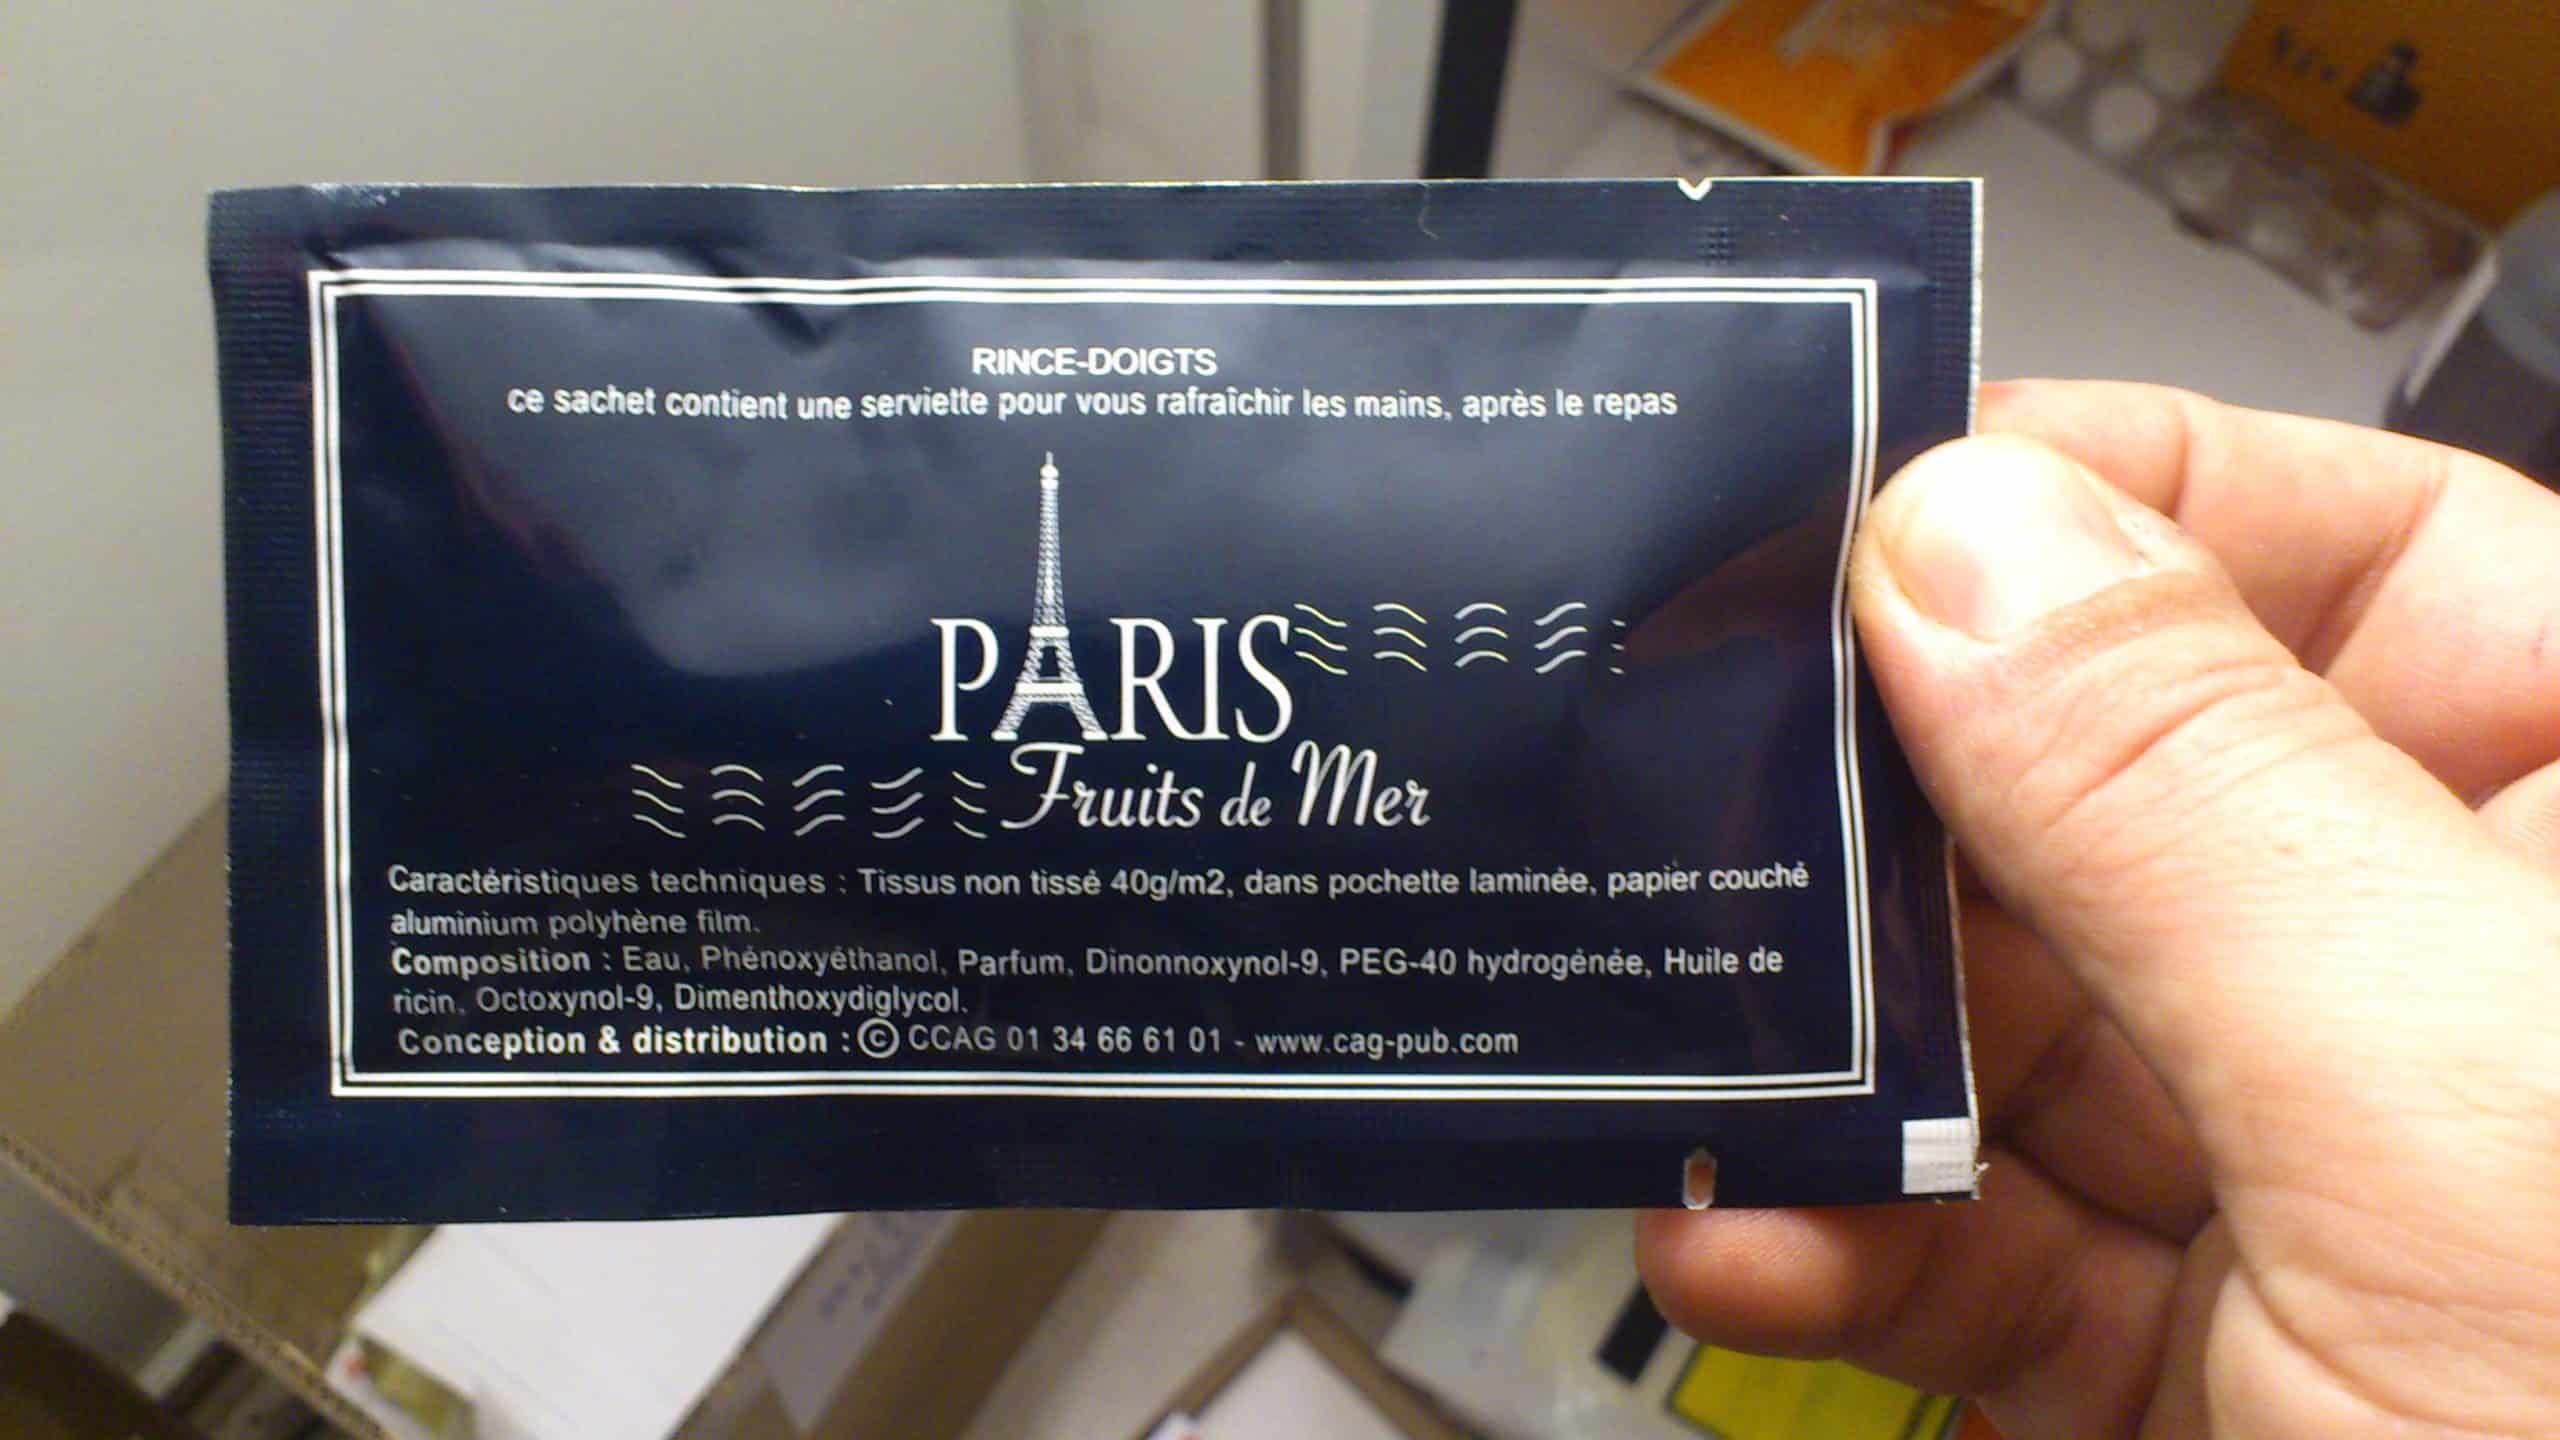 RINCE-DOIGTS
ce sachet contient une serviette pour vous rafraîchir les mains, après le repas
PARIS
Fruits de Mer
Caractéristiques techniques : Tissus non tissé 40g/m2, dans pochette laminée, papier couché
aluminium polyhène film.
Composition : Eau, Phénoxyéthanol, Parfum, Dinonnoxynol-9, PEG-40 hydrogénée, Huile de
ricin, Octoxynol-9, Dimenthoxydiglycol.
Conception & distribution : © CCAG 01 34 66 61 01 - www.cag-pub.com